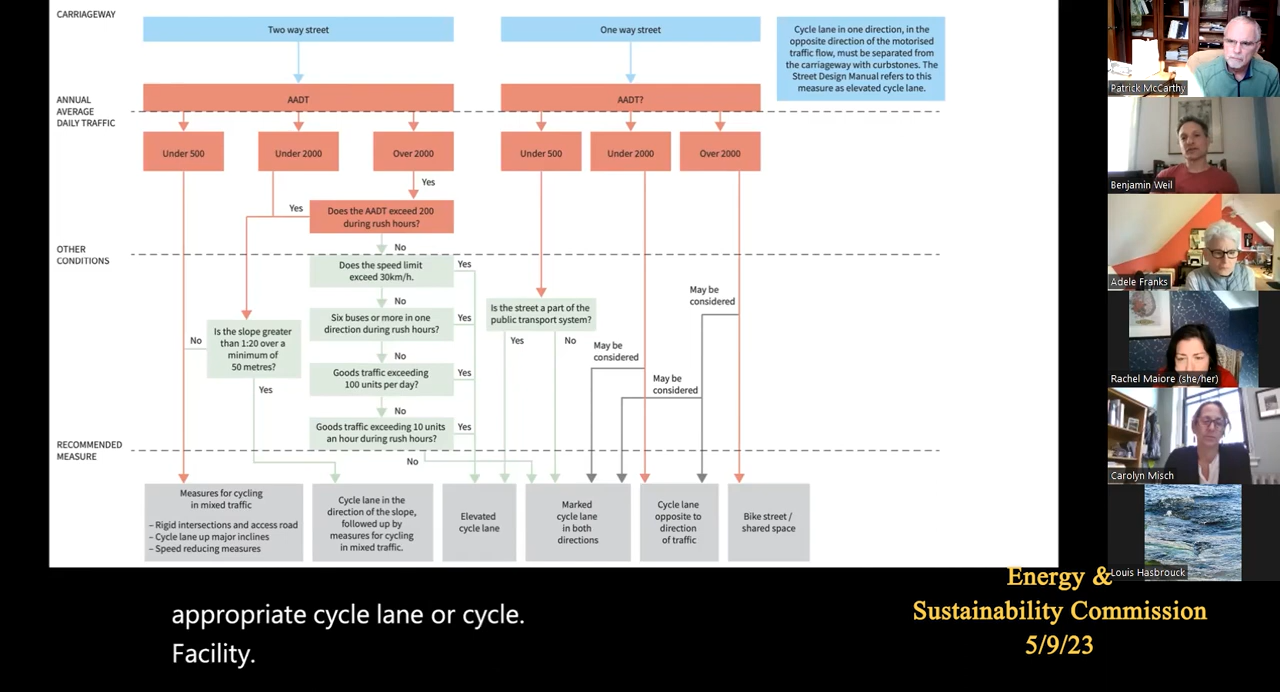 CARRIAGEWAY
Two way street
One way street
Cycle lane in one direction, in the
opposite direction of the motorised
traffic flow, must be separated from
the carriageway with curbstones. The
Street Design Manual refers to this
measure as elevated cycle lane.
ANNUAL
AVERAGE
DAILY TRAFFIC
AADT
AADT?
Under 500
Under 2000
Over 2000
Under 500
Under 2000
Over 2000
Yes
Yes
Does the AADT exceed 200
during rush hours?
No
OTHER
CONDITIONS
Does the speed limit
exceed 30km/h.
Yes
No
Six buses or more in one
direction during rush hours?
Yes
No
Goods traffic exceeding
100 units per day?
Yes
No
Goods traffic exceeding 10 units
an hour during rush hours?
Yes
No
Is the slope greater
than 1:20 over a
minimum of
50 metres?
No
Yes
Is the street a part of the
public transport system?
Yes
No
May be
considered
May be
considered
May be
considered
RECOMMENDED
MEASURE
Measures for cycling
in mixed traffic
– Rigid intersections and access road
– Cycle lane up major inclines
– Speed reducing measures
Cycle lane in the
direction of the slope,
followed up by
measures for cycling
in mixed traffic.
Elevated
cycle lane
Marked
cycle lane
in both
directions
Cycle lane
opposite to
direction
of traffic
Bike street /
shared space
Patrick McCarthy
Benjamin Weil
Adele Franks
Rachel Maiore (she/her)
Carolyn Misch
Louis Hasbrouck
appropriate cycle lane or cycle.
Facility.
Energy &
Sustainability Commission
5/9/23